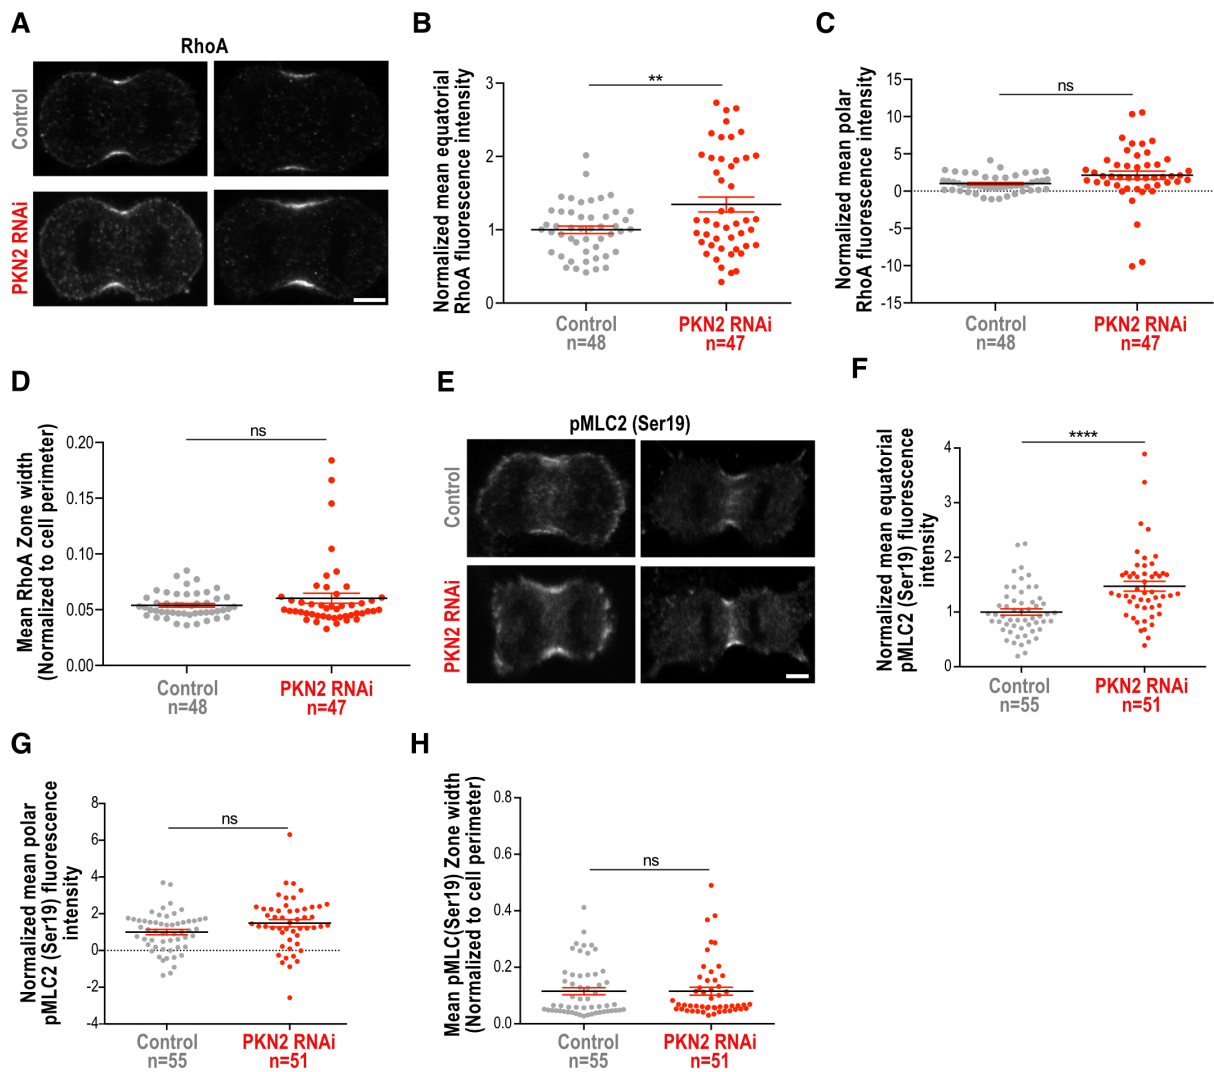 A
RhoA
Control
PKN2 RNAi
B
Normalized mean equatorial
RhoA fluorescence intensity
3
2
1
0
**
Control
n=48
PKN2 RNAi
n=47
C
Normalized mean polar
RhoA fluorescence intensity
15
10
5
0
-5
-10
-15
ns
Control
n=48
PKN2 RNAi
n=47
D
Mean RhoA Zone width
(Normalized to cell perimeter)
0.20
0.15
0.10
0.05
0.00
ns
Control
n=48
PKN2 RNAi
n=47
E
pMLC2 (Ser19)
Control
PKN2 RNAi
F
Normalized mean equatorial
pMLC2 (Ser19) fluorescence
intensity
4
3
2
1
0
****
Control
n=55
PKN2 RNAi
n=51
G
Normalized mean polar
pMLC2 (Ser19) fluorescence
intensity
8
6
4
2
0
-2
-4
ns
Control
n=55
PKN2 RNAi
n=51
H
Mean pMLC(Ser19) Zone width
(Normalized to cell perimeter)
0.8
0.6
0.4
0.2
0.0
ns
Control
n=55
PKN2 RNAi
n=51